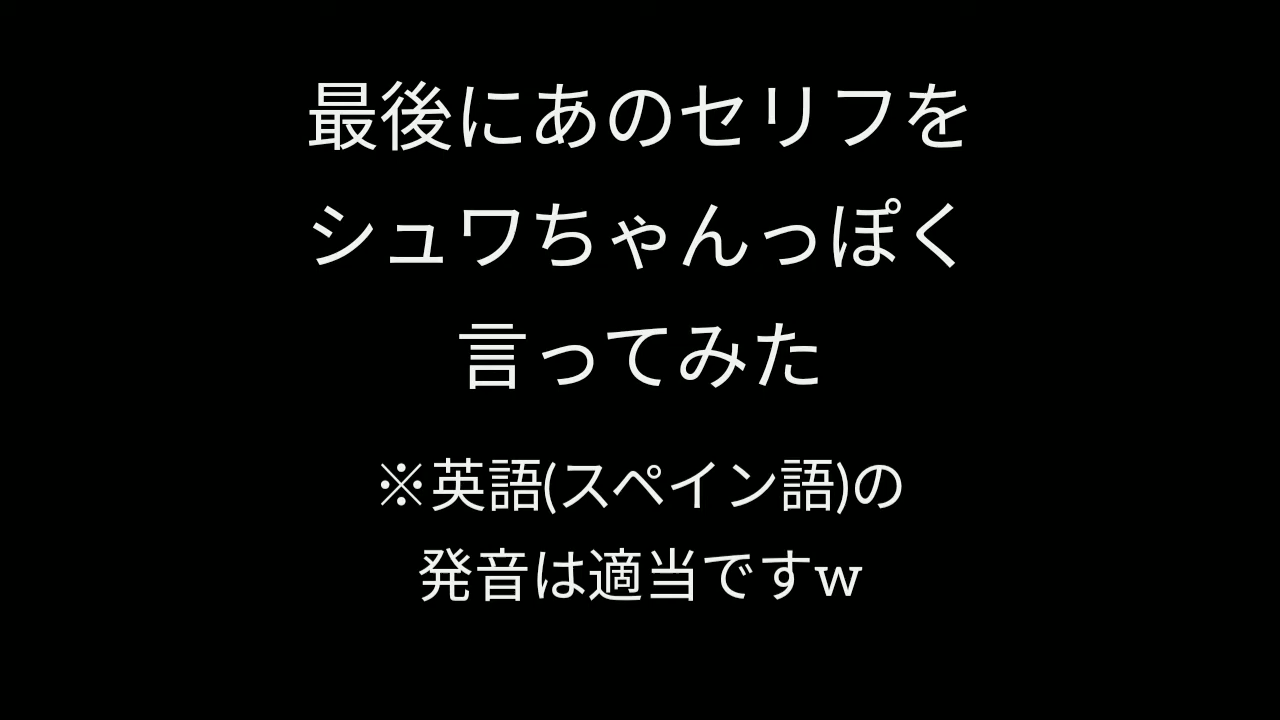 最後にあのセリフを
シュワちゃんっぽく
言ってみた
※英語(スペイン語)の
発音は適当ですw